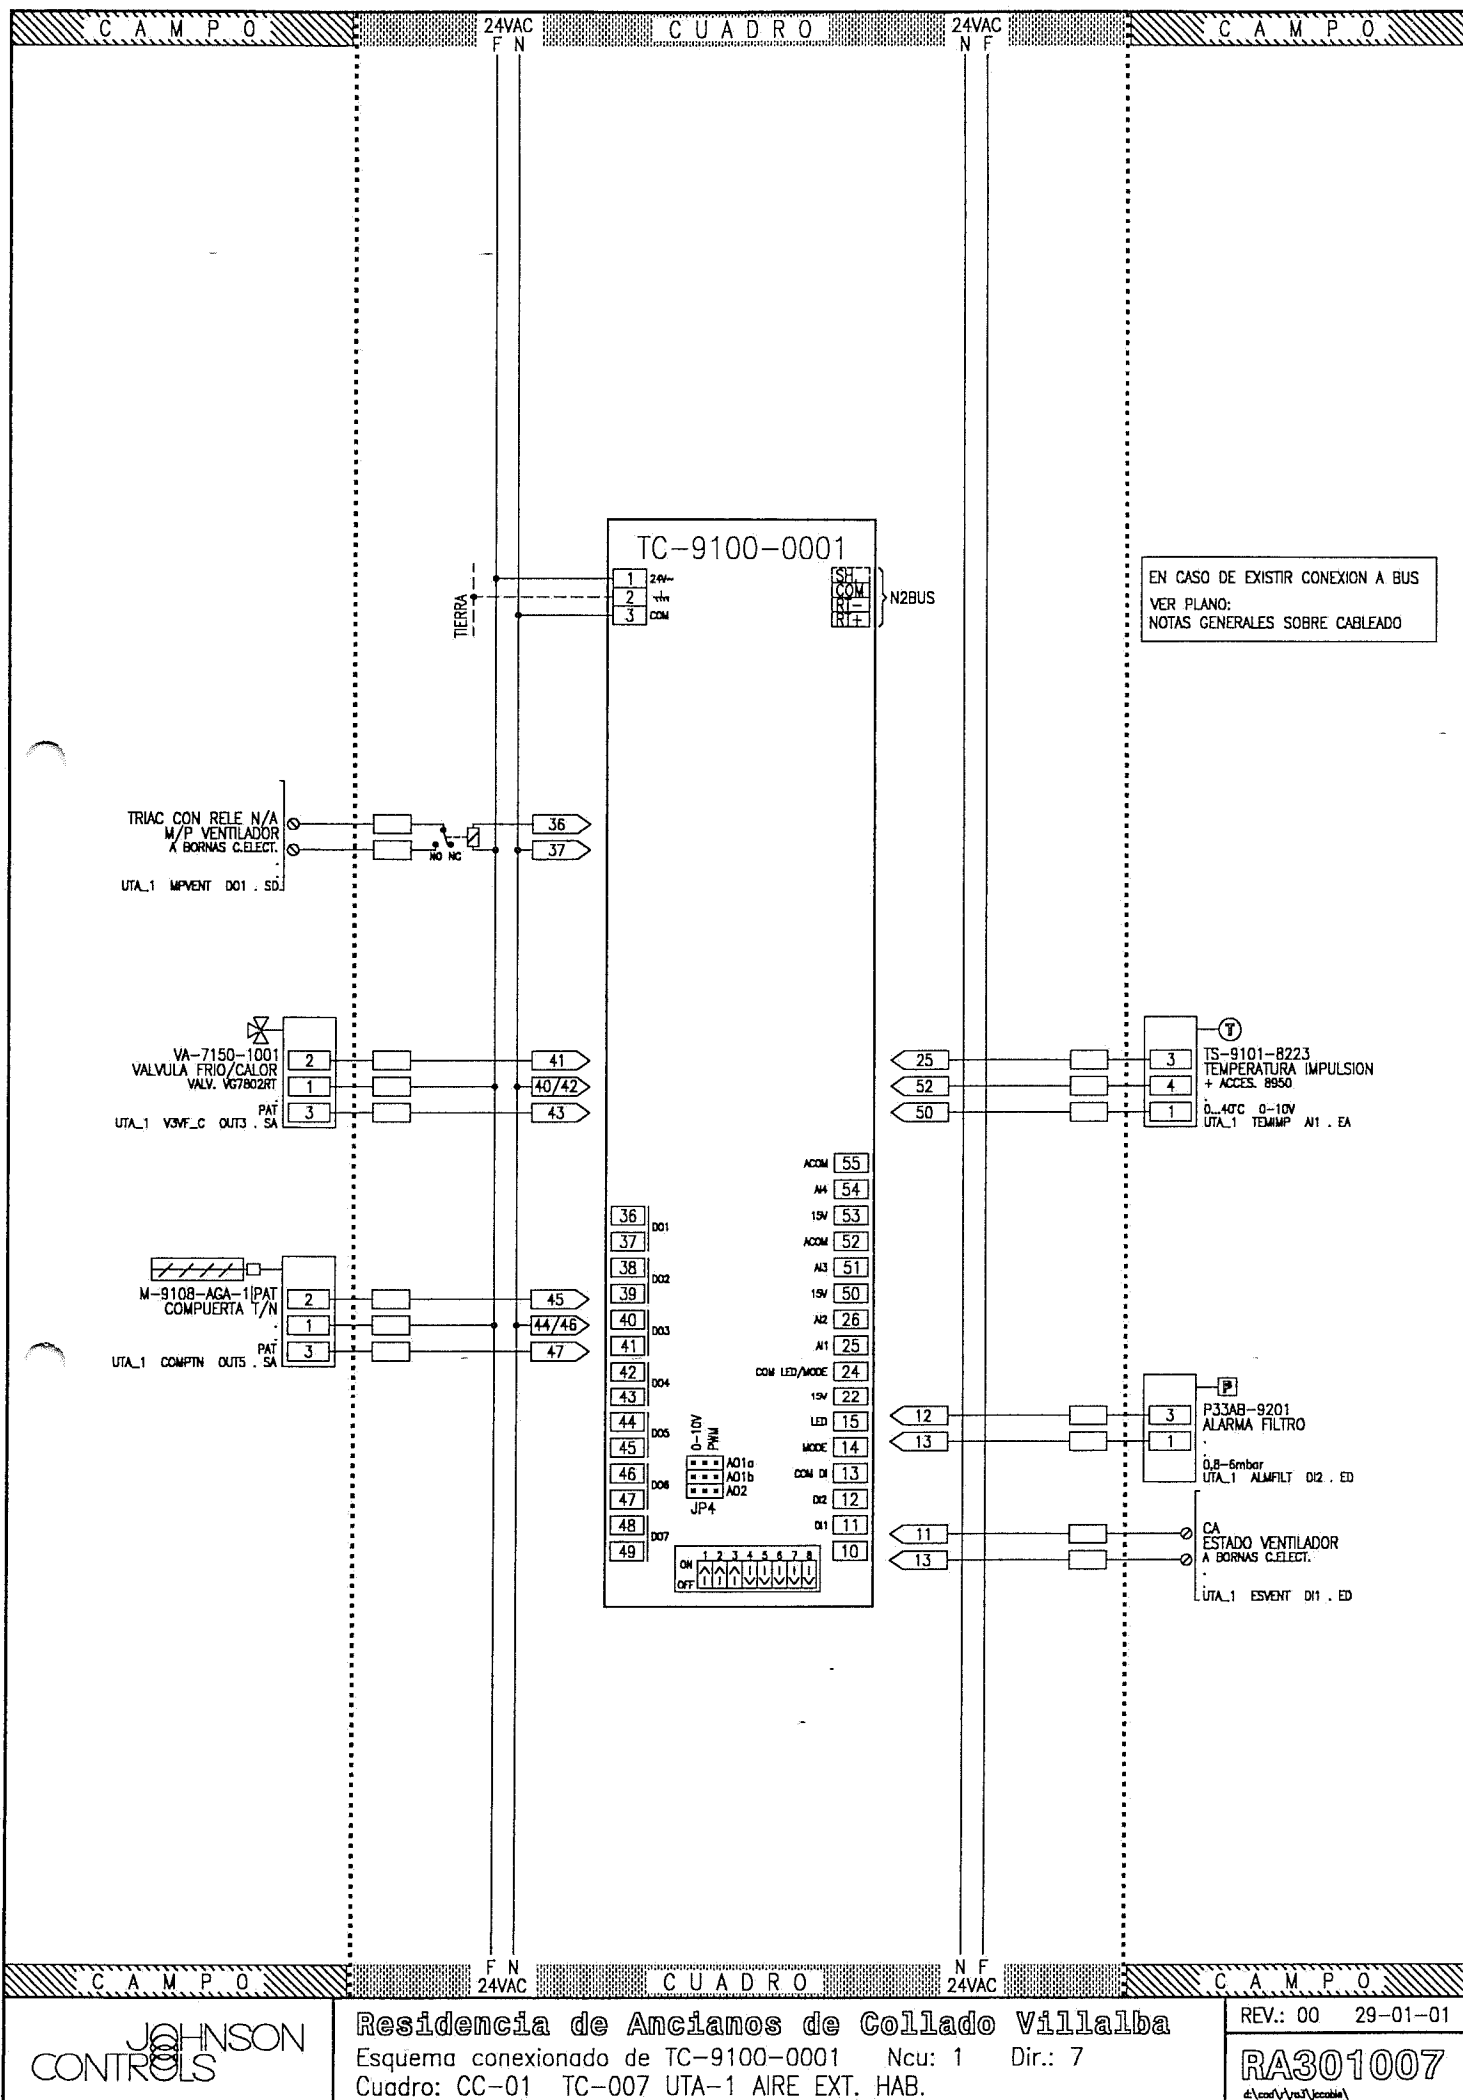 C A M P O
24VAC
F N
C U A D R O
24VAC
N F
C A M P O
TC-9100-0001
1 24V~
2
3 COM
TIERRA
SH.
COM
RT-
RT+
N2BUS
EN CASO DE EXISTIR CONEXION A BUS
VER PLANO:
NOTAS GENERALES SOBRE CABLEADO
TRIAC CON RELE N/A
M/P VENTILADOR
A BORNAS C.ELECT.
.
UTA_1 MPVENT DO1 . SD
NO NC
36
37
VA-7150-1001
VALVULA FRIO/CALOR
VALV. VG7802RT
.
PAT
UTA_1 V3VF_C OUT3 . SA
2
1
3
41
40/42
43
25
52
50
3
4
1
T
TS-9101-8223
TEMPERATURA IMPULSION
+ ACCES. 8950
.
0...40°C 0-10V
UTA_1 TEMIMP AI1 . EA
M-9108-AGA-1|PAT
COMPUERTA T/N
.
.
PAT
UTA_1 COMPTN OUT5 . SA
2
1
3
45
44/46
47
36
37
DO1
38
39
DO2
40
41
DO3
42
43
DO4
44
45
DO5
46
47
DO6
48
49
DO7
ACOM 55
AI4 54
15V 53
ACOM 52
AI3 51
15V 50
AI2 26
AI1 25
COM LED/MODE 24
15V 22
LED 15
MODE 14
COM DI 13
DI2 12
DI1 11
10
0-10V
PWM
AO1a
AO1b
AO2
JP4
1 2 3 4 5 6 7 8
ON
OFF
12
13
3
1
P
P33AB-9201
ALARMA FILTRO
.
.
0,8-6mbar
UTA_1 ALMFILT DI2 . ED
11
13
CA
ESTADO VENTILADOR
A BORNAS C.ELECT.
.
.
UTA_1 ESVENT DI1 . ED
C A M P O
F N
24VAC
C U A D R O
N F
24VAC
C A M P O
JOHNSON
CONTROLS
Residencia de Ancianos de Collado Villalba
Esquema conexionado de TC-9100-0001 Ncu: 1 Dir.: 7
Cuadro: CC-01 TC-007 UTA-1 AIRE EXT. HAB.
REV.: 00 29-01-01
RA301007